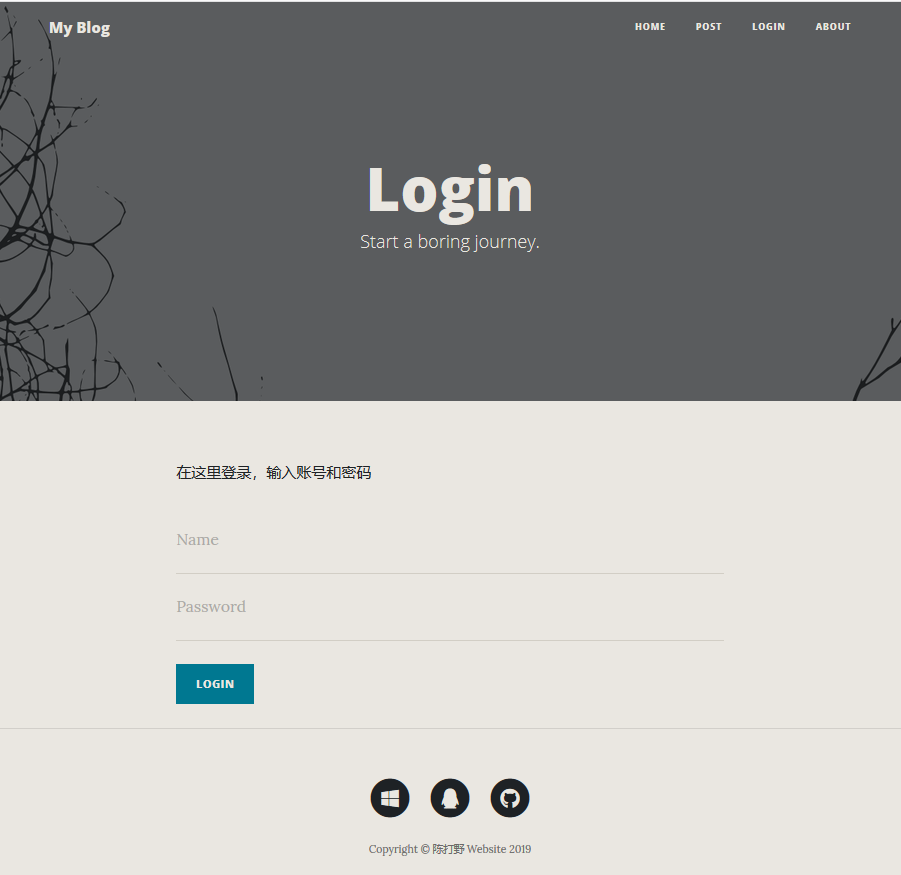 My Blog HOME POST LOGIN ABOUT
Login
Start a boring journey.
在这里登录，输入账号和密码
Name
Password
LOGIN
Copyright © 陈打野 Website 2019